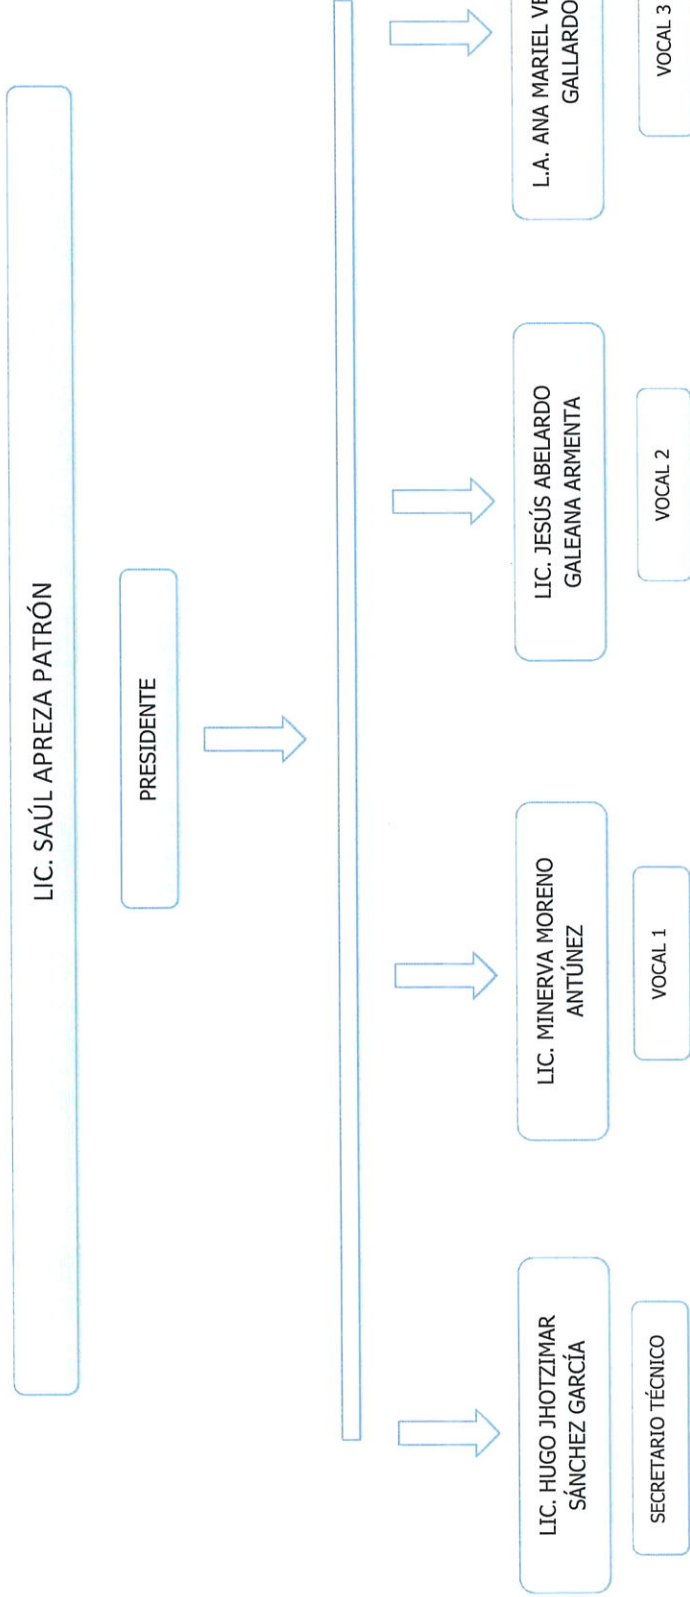 LIC. SAÚL APREZA PATRÓN
PRESIDENTE
LIC. HUGO JHOTZIMAR
SÁNCHEZ GARCÍA
SECRETARIO TÉCNICO
LIC. MINERVA MORENO
ANTÚNEZ
VOCAL 1
LIC. JESÚS ABELARDO
GALEANA ARMENTA
VOCAL 2
L.A. ANA MARIEL
GALLARDO
VOCAL 3